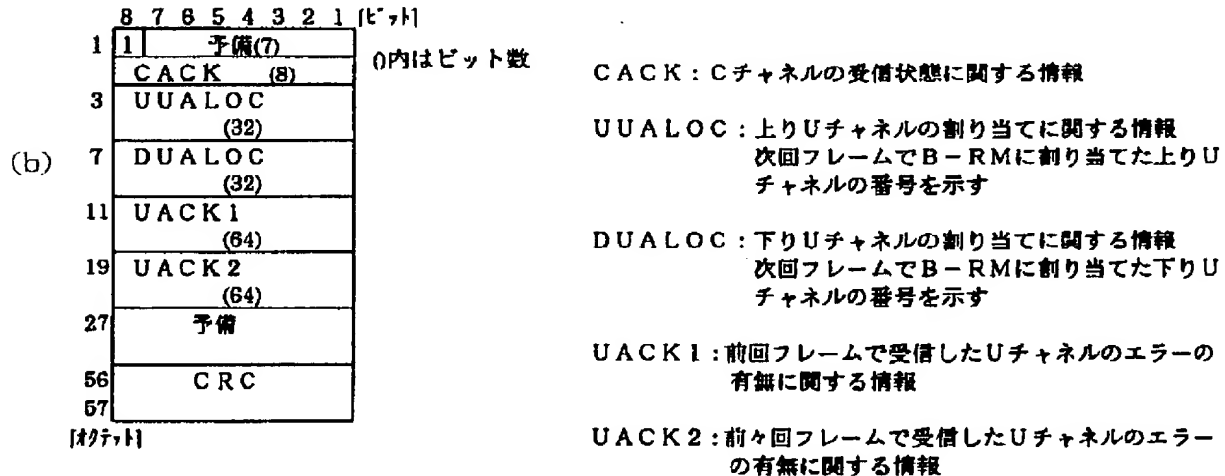 8 7 6 5 4 3 2 1 [ビット]
1 1 予備(7)
()内はビット数
CACK (8)
3 UUALOC
(32)
(b) 7 DUALOC
(32)
11 UACK1
(64)
19 UACK2
(64)
27 予備
56 CRC
57
[オクテット]
CACK:Cチャネルの受信状態に関する情報
UUALOC:上りUチャネルの割り当てに関する情報
次回フレームでB-RMに割り当てた上りU
チャネルの番号を示す
DUALOC:下りUチャネルの割り当てに関する情報
次回フレームでB-RMに割り当てた下りU
チャネルの番号を示す
UACK1:前回フレームで受信したUチャネルのエラーの
有無に関する情報
UACK2:前々回フレームで受信したUチャネルのエラー
の有無に関する情報